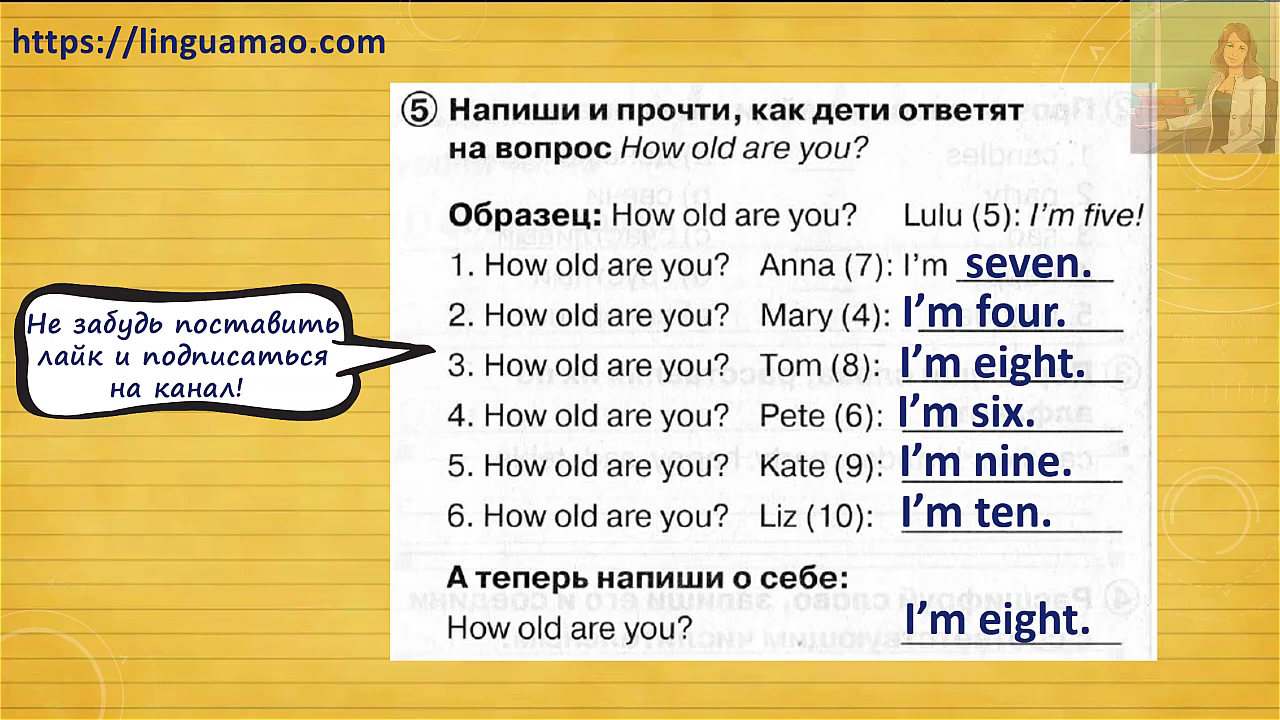 https://linguamao.com
5 Напиши и прочти, как дети ответят
на вопрос How old are you?
Образец: How old are you? Lulu (5): I'm five!
1. How old are you? Anna (7): I'm seven.
2. How old are you? Mary (4): I'm four.
3. How old are you? Tom (8): I'm eight.
4. How old are you? Pete (6): I'm six.
5. How old are you? Kate (9): I'm nine.
6. How old are you? Liz (10): I'm ten.
А теперь напиши о себе:
How old are you? I'm eight.
Не забудь поставить
лайк и подписаться
на канал!